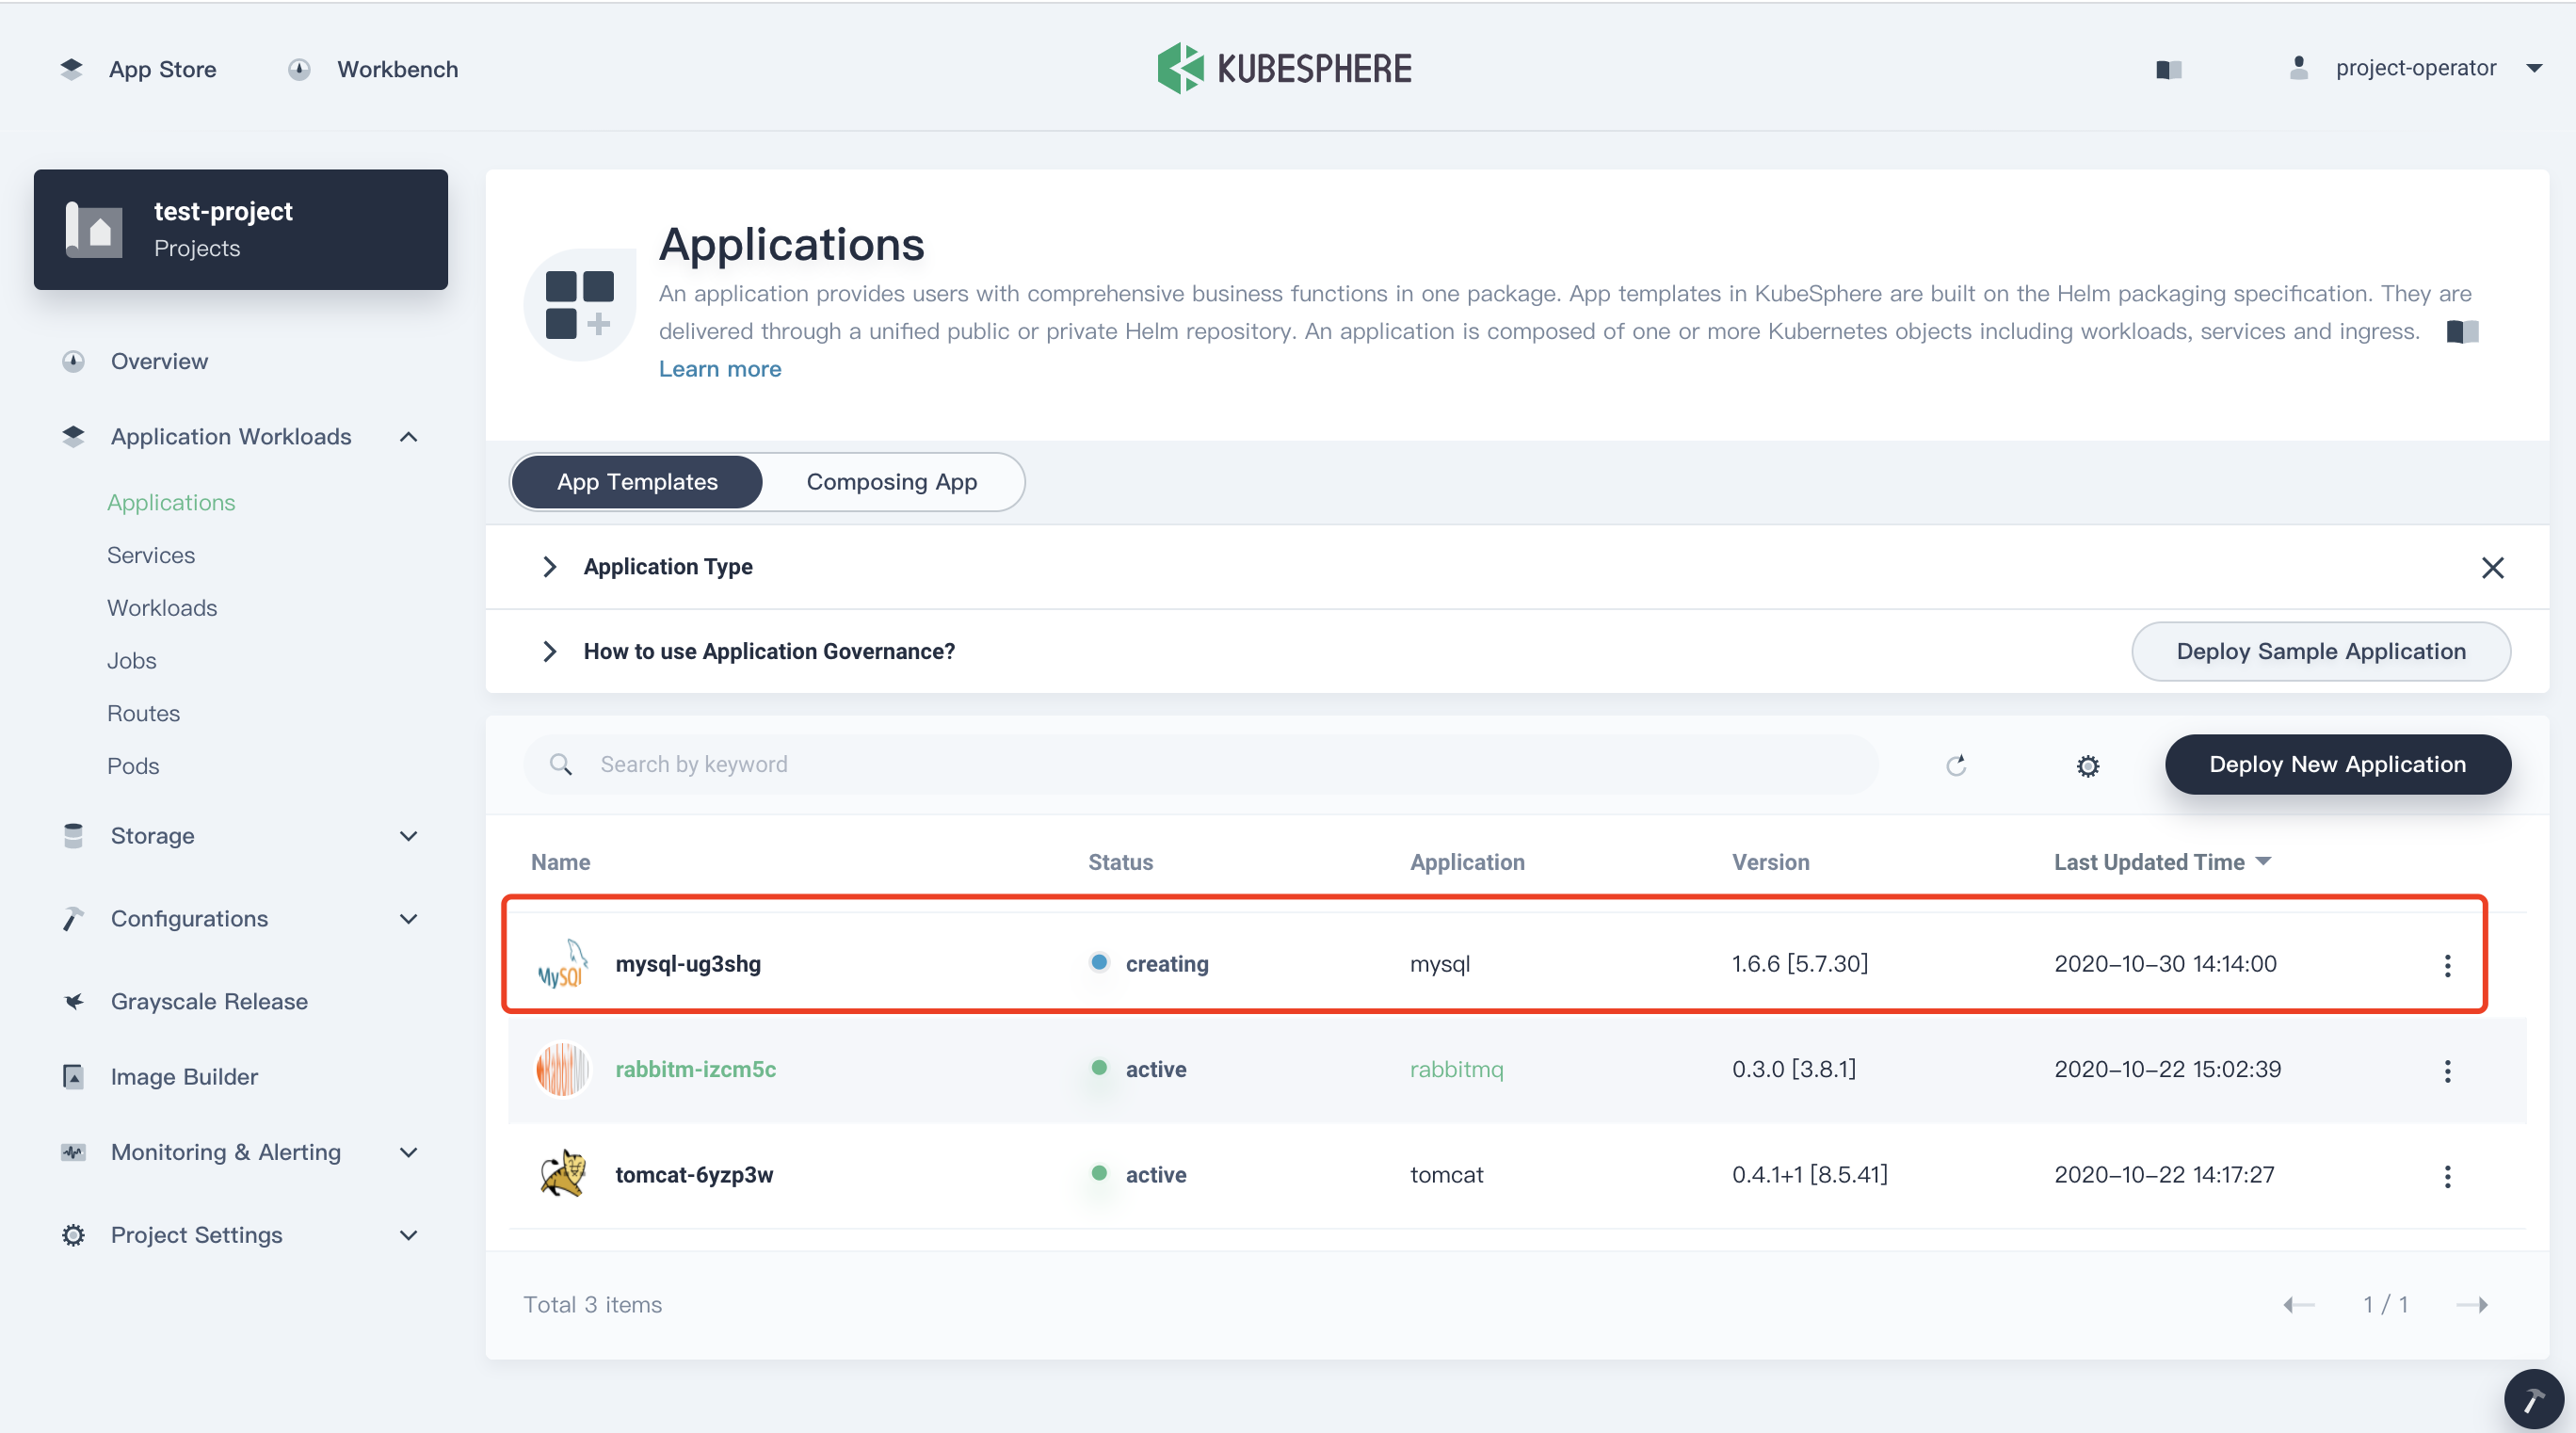 App Store
Workbench
KUBESPHERE
project-operator
test-project
Projects
Overview
Application Workloads
Applications
Services
Workloads
Jobs
Routes
Pods
Storage
Configurations
Grayscale Release
Image Builder
Monitoring & Alerting
Project Settings
Applications
An application provides users with comprehensive business functions in one package. App templates in KubeSphere are built on the Helm packaging specification. They are
delivered through a unified public or private Helm repository. An application is composed of one or more Kubernetes objects including workloads, services and ingress.
Learn more
App Templates
Composing App
Application Type
How to use Application Governance?
Deploy Sample Application
Search by keyword
Deploy New Application
Name Status Application Version Last Updated Time
MySQl mysql-ug3shg creating mysql 1.6.6 [5.7.30] 2020-10-30 14:14:00
rabbitm-izcm5c active rabbitmq 0.3.0 [3.8.1] 2020-10-22 15:02:39
tomcat-6yzp3w active tomcat 0.4.1+1 [8.5.41] 2020-10-22 14:17:27
Total 3 items
1 / 1